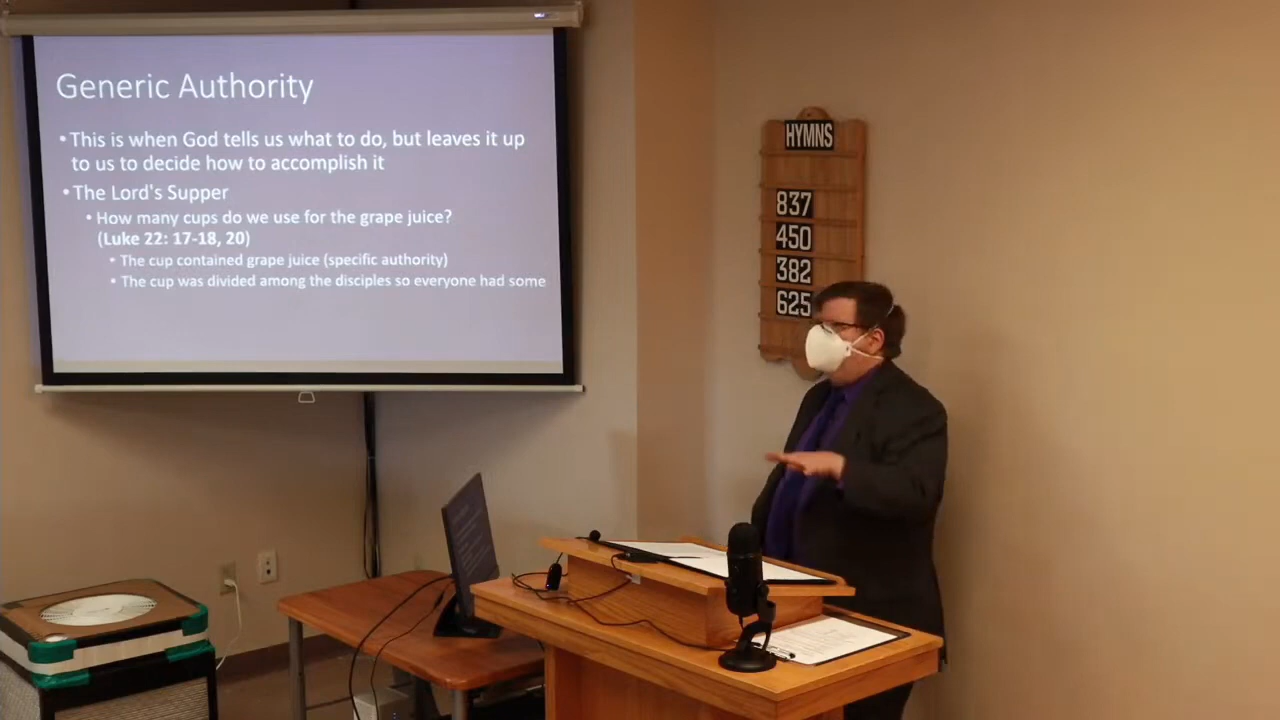 Generic Authority
• This is when God tells us what to do, but leaves it up
to us to decide how to accomplish it
• The Lord's Supper
• How many cups do we use for the grape juice?
(Luke 22: 17-18, 20)
• The cup contained grape juice (specific authority)
• The cup was divided among the disciples so everyone had some
HYMNS
837
450
382
625